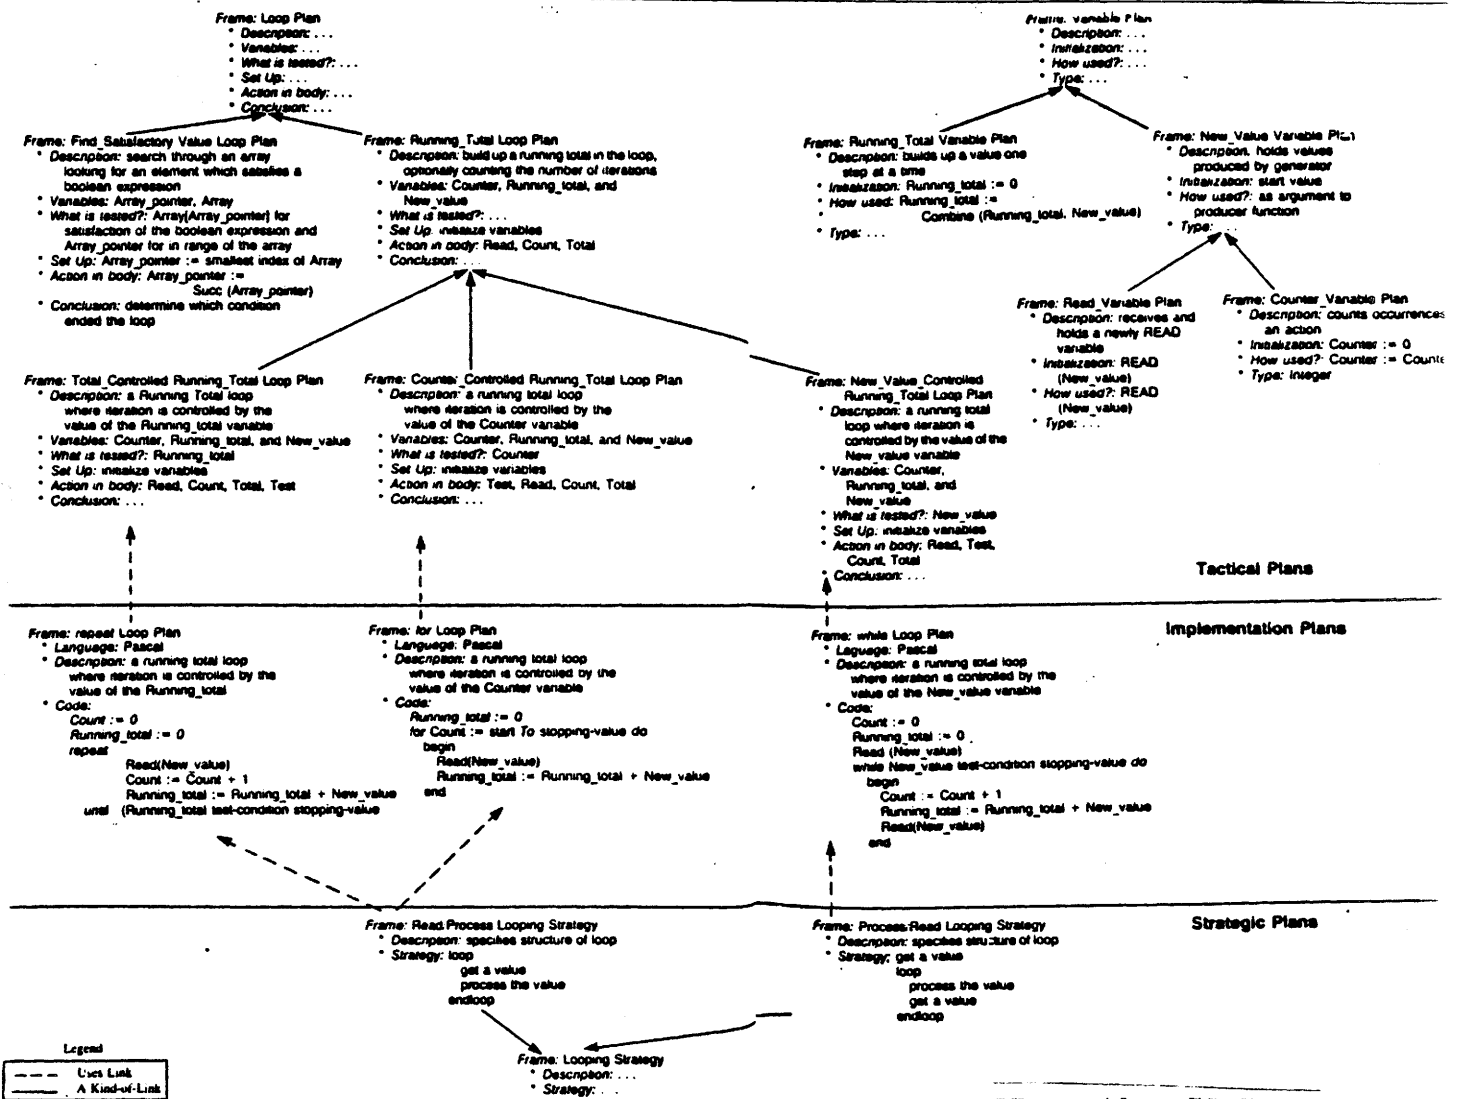 Frame: Loop Plan
* Description: . . .
* Variables: . . .
* What is tested?: . . .
* Set Up: . . .
* Action in body: . . .
* Conclusion: . . .
Frame: Variable Plan
* Description: . . .
* Initialization: . . .
* How used?: . . .
* Type: . . .
Frame: Find_Satisfactory Value Loop Plan
* Description: search through an array
looking for an element which satisfies a
boolean expression
* Variables: Array_pointer, Array
* What is tested?: Array[Array_pointer] for
satisfaction of the boolean expression and
Array_pointer for in range of the array
* Set Up: Array_pointer := smallest index of Array
* Action in body: Array_pointer :=
Succ (Array_pointer)
* Conclusion: determine which condition
ended the loop
Frame: Running_Total Loop Plan
* Description: build up a running total in the loop,
optionally counting the number of iterations
* Variables: Counter, Running_total, and
New_value
* What is tested?: . . .
* Set Up: initialize variables
* Action in body: Read, Count, Total
* Conclusion: . . .
Frame: Running_Total Variable Plan
* Description: builds up a value one
step at a time
* Initialization: Running_total := 0
* How used: Running_total :=
* Combine (Running_total, New_value)
* Type: . . .
Frame: New_Value Variable Plan
* Description. holds values
produced by generator
* Initialization: start value
* How used?: as argument to
producer function
* Type: . . .
Frame: Read_Variable Plan
* Description: receives and
holds a newly READ
variable
* Initialization: READ
(New_value)
* How used?: READ
(New_value)
* Type: . . .
Frame: Counter_Variable Plan
* Description: counts occurrences
an action
* Initialization: Counter := 0
* How used?: Counter := Counte
* Type: Integer
Frame: Total_Controlled Running_Total Loop Plan
* Description: a Running Total loop
where iteration is controlled by the
value of the Running_total variable
* Variables: Counter, Running_total, and New_value
* What is tested?: Running_total
* Set Up: initialize variables
* Action in body: Read, Count, Total, Test
* Conclusion: . . .
Frame: Counter_Controlled Running_Total Loop Plan
* Description: a running total loop
where iteration is controlled by the
value of the Counter variable
* Variables: Counter, Running_total, and New_value
* What is tested?: Counter
* Set Up: initialize variables
* Action in body: Test, Read, Count, Total
* Conclusion: . . .
Frame: New_Value_Controlled
Running_Total Loop Plan
* Description: a running total
loop where iteration is
controlled by the value of the
New_value variable
* Variables: Counter,
Running_total, and
New_value
* What is tested?: New_value
* Set Up: initialize variables
* Action in body: Read, Test,
Count, Total
* Conclusion: . . .
Tactical Plans
Implementation Plans
Frame: repeat Loop Plan
* Language: Pascal
* Description: a running total loop
where iteration is controlled by the
value of the Running_total
* Code:
Count := 0
Running_total := 0
repeat
Read(New_value)
Count := Count + 1
Running_total := Running_total + New_value
until (Running_total test-condition stopping-value
Frame: for Loop Plan
* Language: Pascal
* Description: a running total loop
where iteration is controlled by the
value of the Counter variable
* Code:
Running_total := 0
for Count := start To stopping-value do
begin
Read(New_value)
Running_total := Running_total + New_value
end
Frame: while Loop Plan
* Laguage: Pascal
* Description: a running total loop
where iteration is controlled by the
value of the New_value variable
* Code:
Count := 0
Running_total := 0
Read (New_value)
while New_value test-condition stopping-value do
begin
Count := Count + 1
Running_total := Running_total + New_value
Read(New_value)
end
Strategic Plans
Frame: Read/Process Looping Strategy
* Description: specifies structure of loop
* Strategy: loop
get a value
process the value
endloop
Frame: Process/Read Looping Strategy
* Description: specifies structure of loop
* Strategy: get a value
loop
process the value
get a value
endloop
Frame: Looping Strategy
* Description: . . .
* Strategy: . . .
Legend
Uses Link
A Kind-of-Link